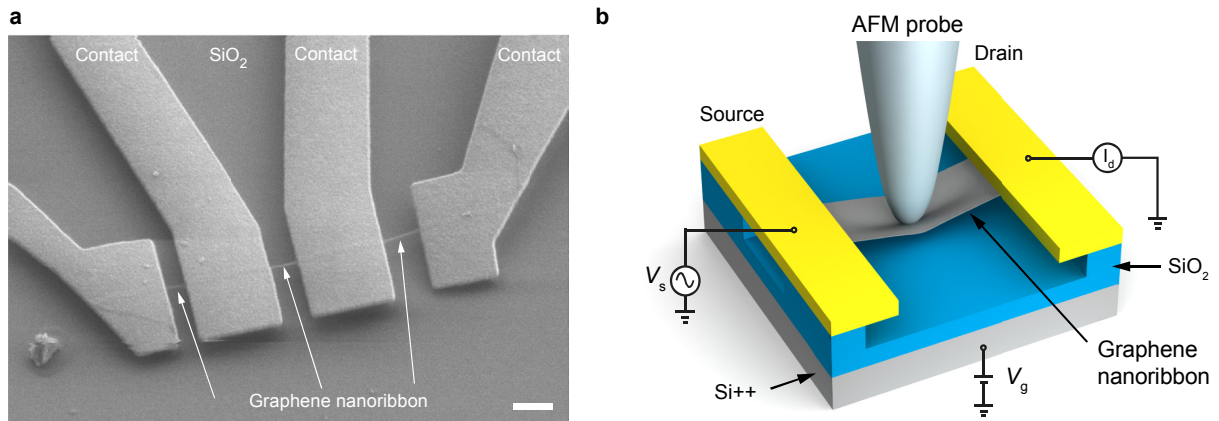 a
Contact
SiO2
Contact
Contact
Graphene nanoribbon
b
AFM probe
Drain
Source
Id
Vs
SiO2
Graphene
nanoribbon
Si++
Vg